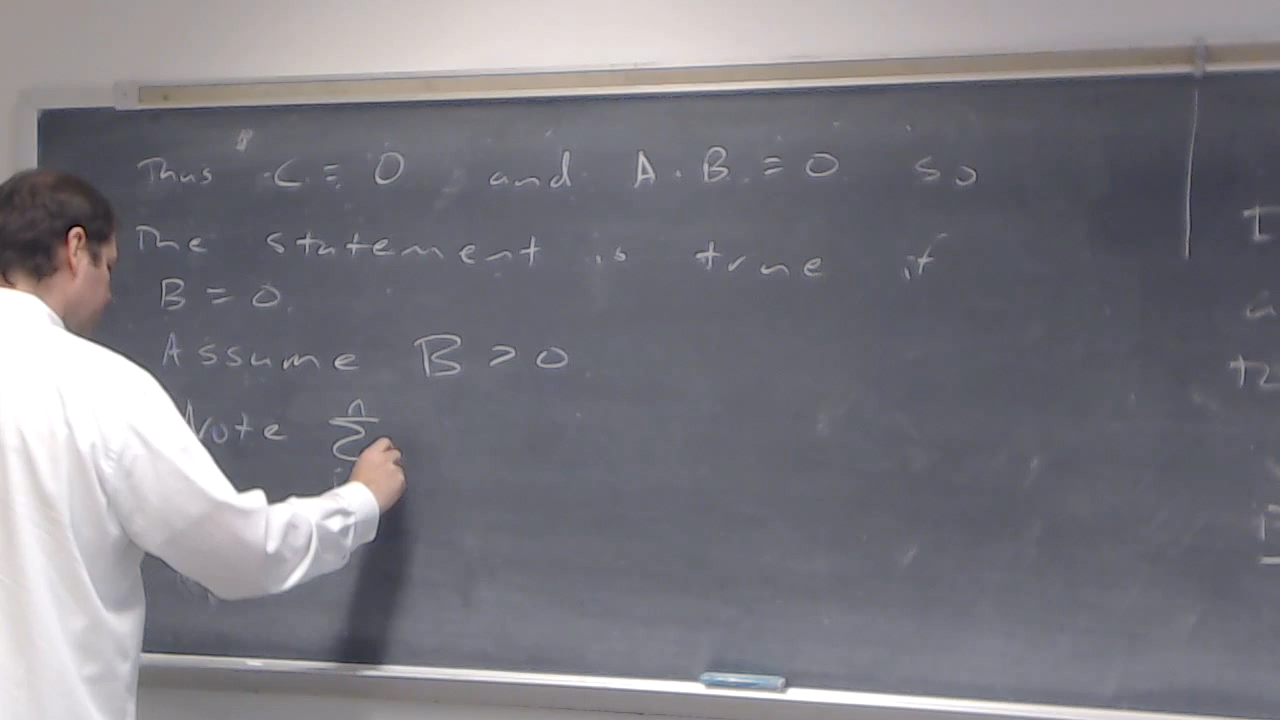 Thus C = 0 and A . B = 0 so
The statement is true if
B = 0.
Assume B > 0
Note n
∑